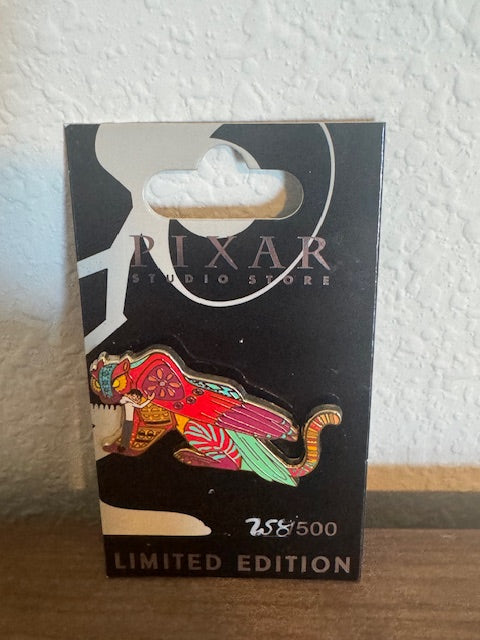 PIXAR
STUDIO STORE
258/500
LIMITED EDITION